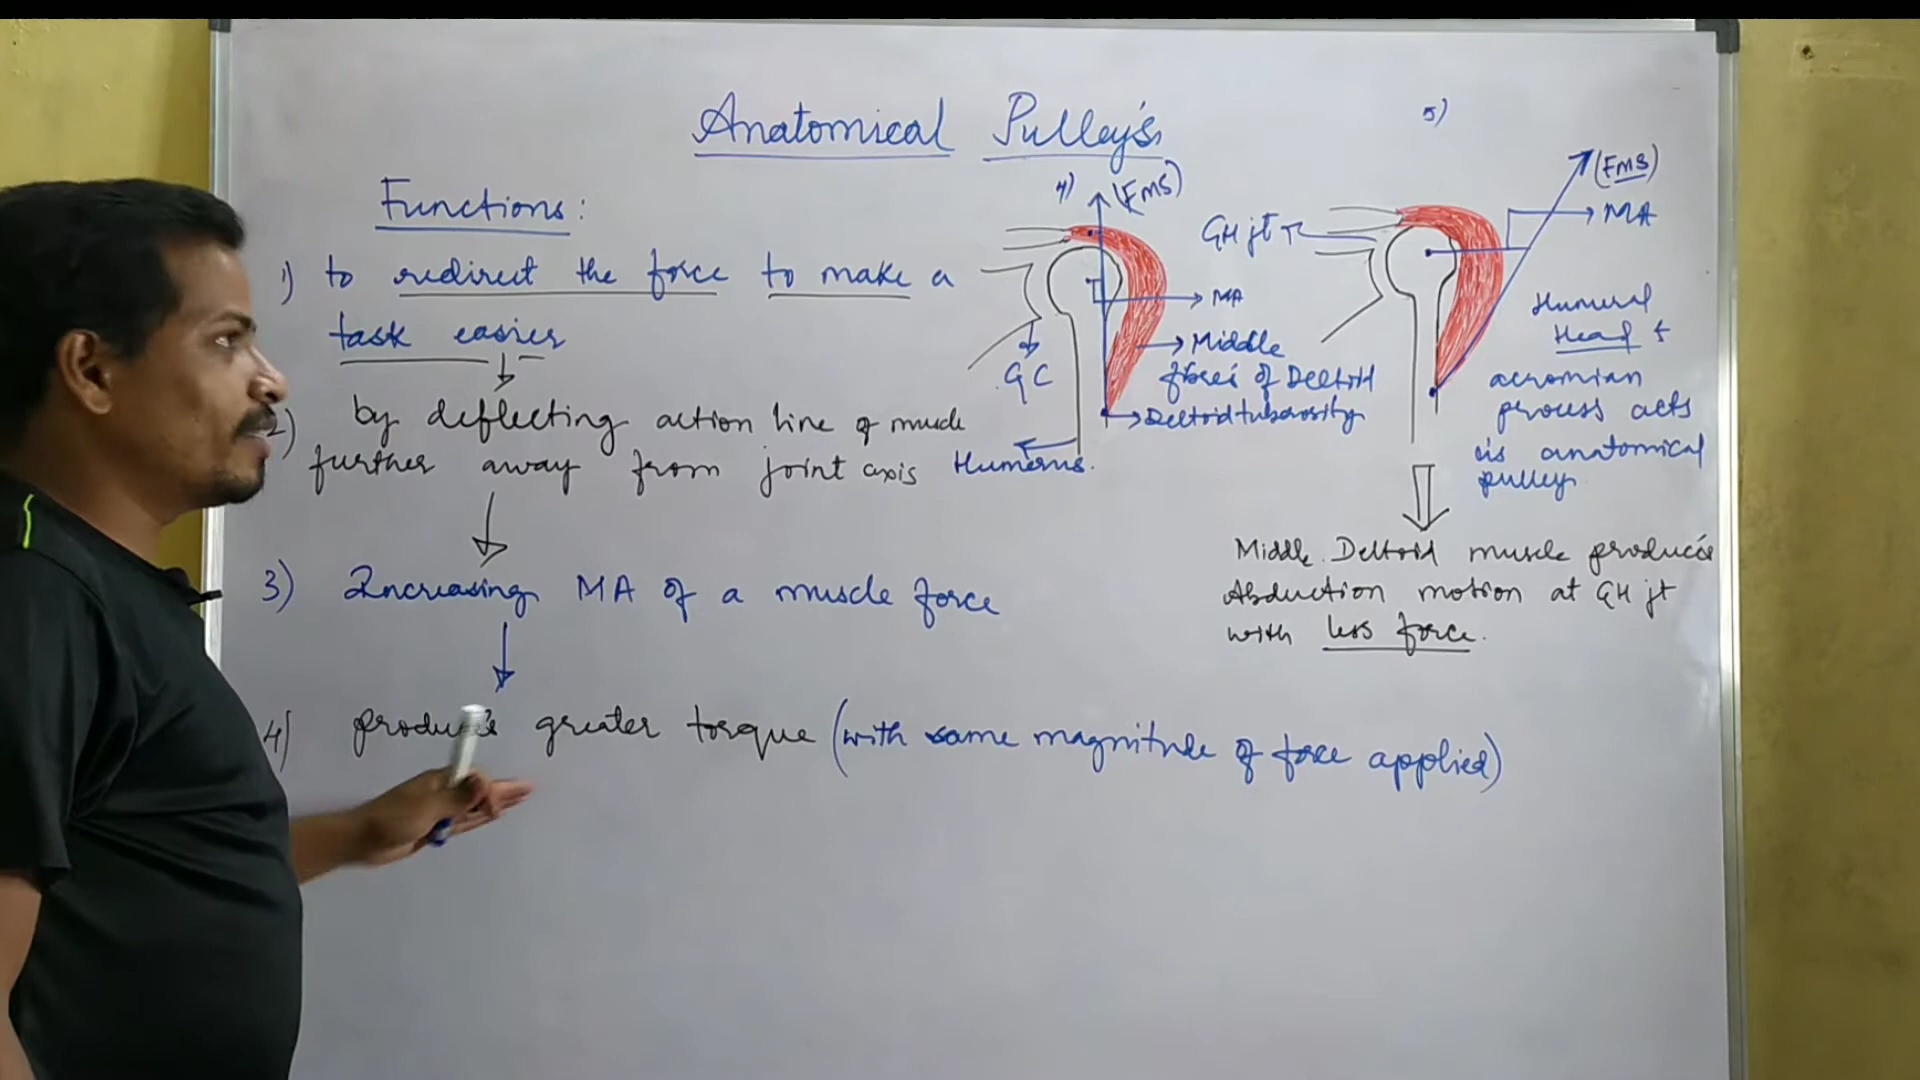 Anatomical Pulley's
Functions:
1) to redirect the force to make a
task easier
2) by deflecting action line of muscle
further away from joint axis
3) Increasing MA of a muscle force
4) produces greater torque (with same magnitude of force applied)
4) (FMS)
MA
Middle
fibers of Deltoid
Deltoid tuberosity
GC
Humerus.
5)
(FMS)
GH jt
MA
Humeral
Head &
acromian
process acts
as anatomical
pulley
Middle Deltoid muscle produces
Abduction motion at GH jt
with less force.